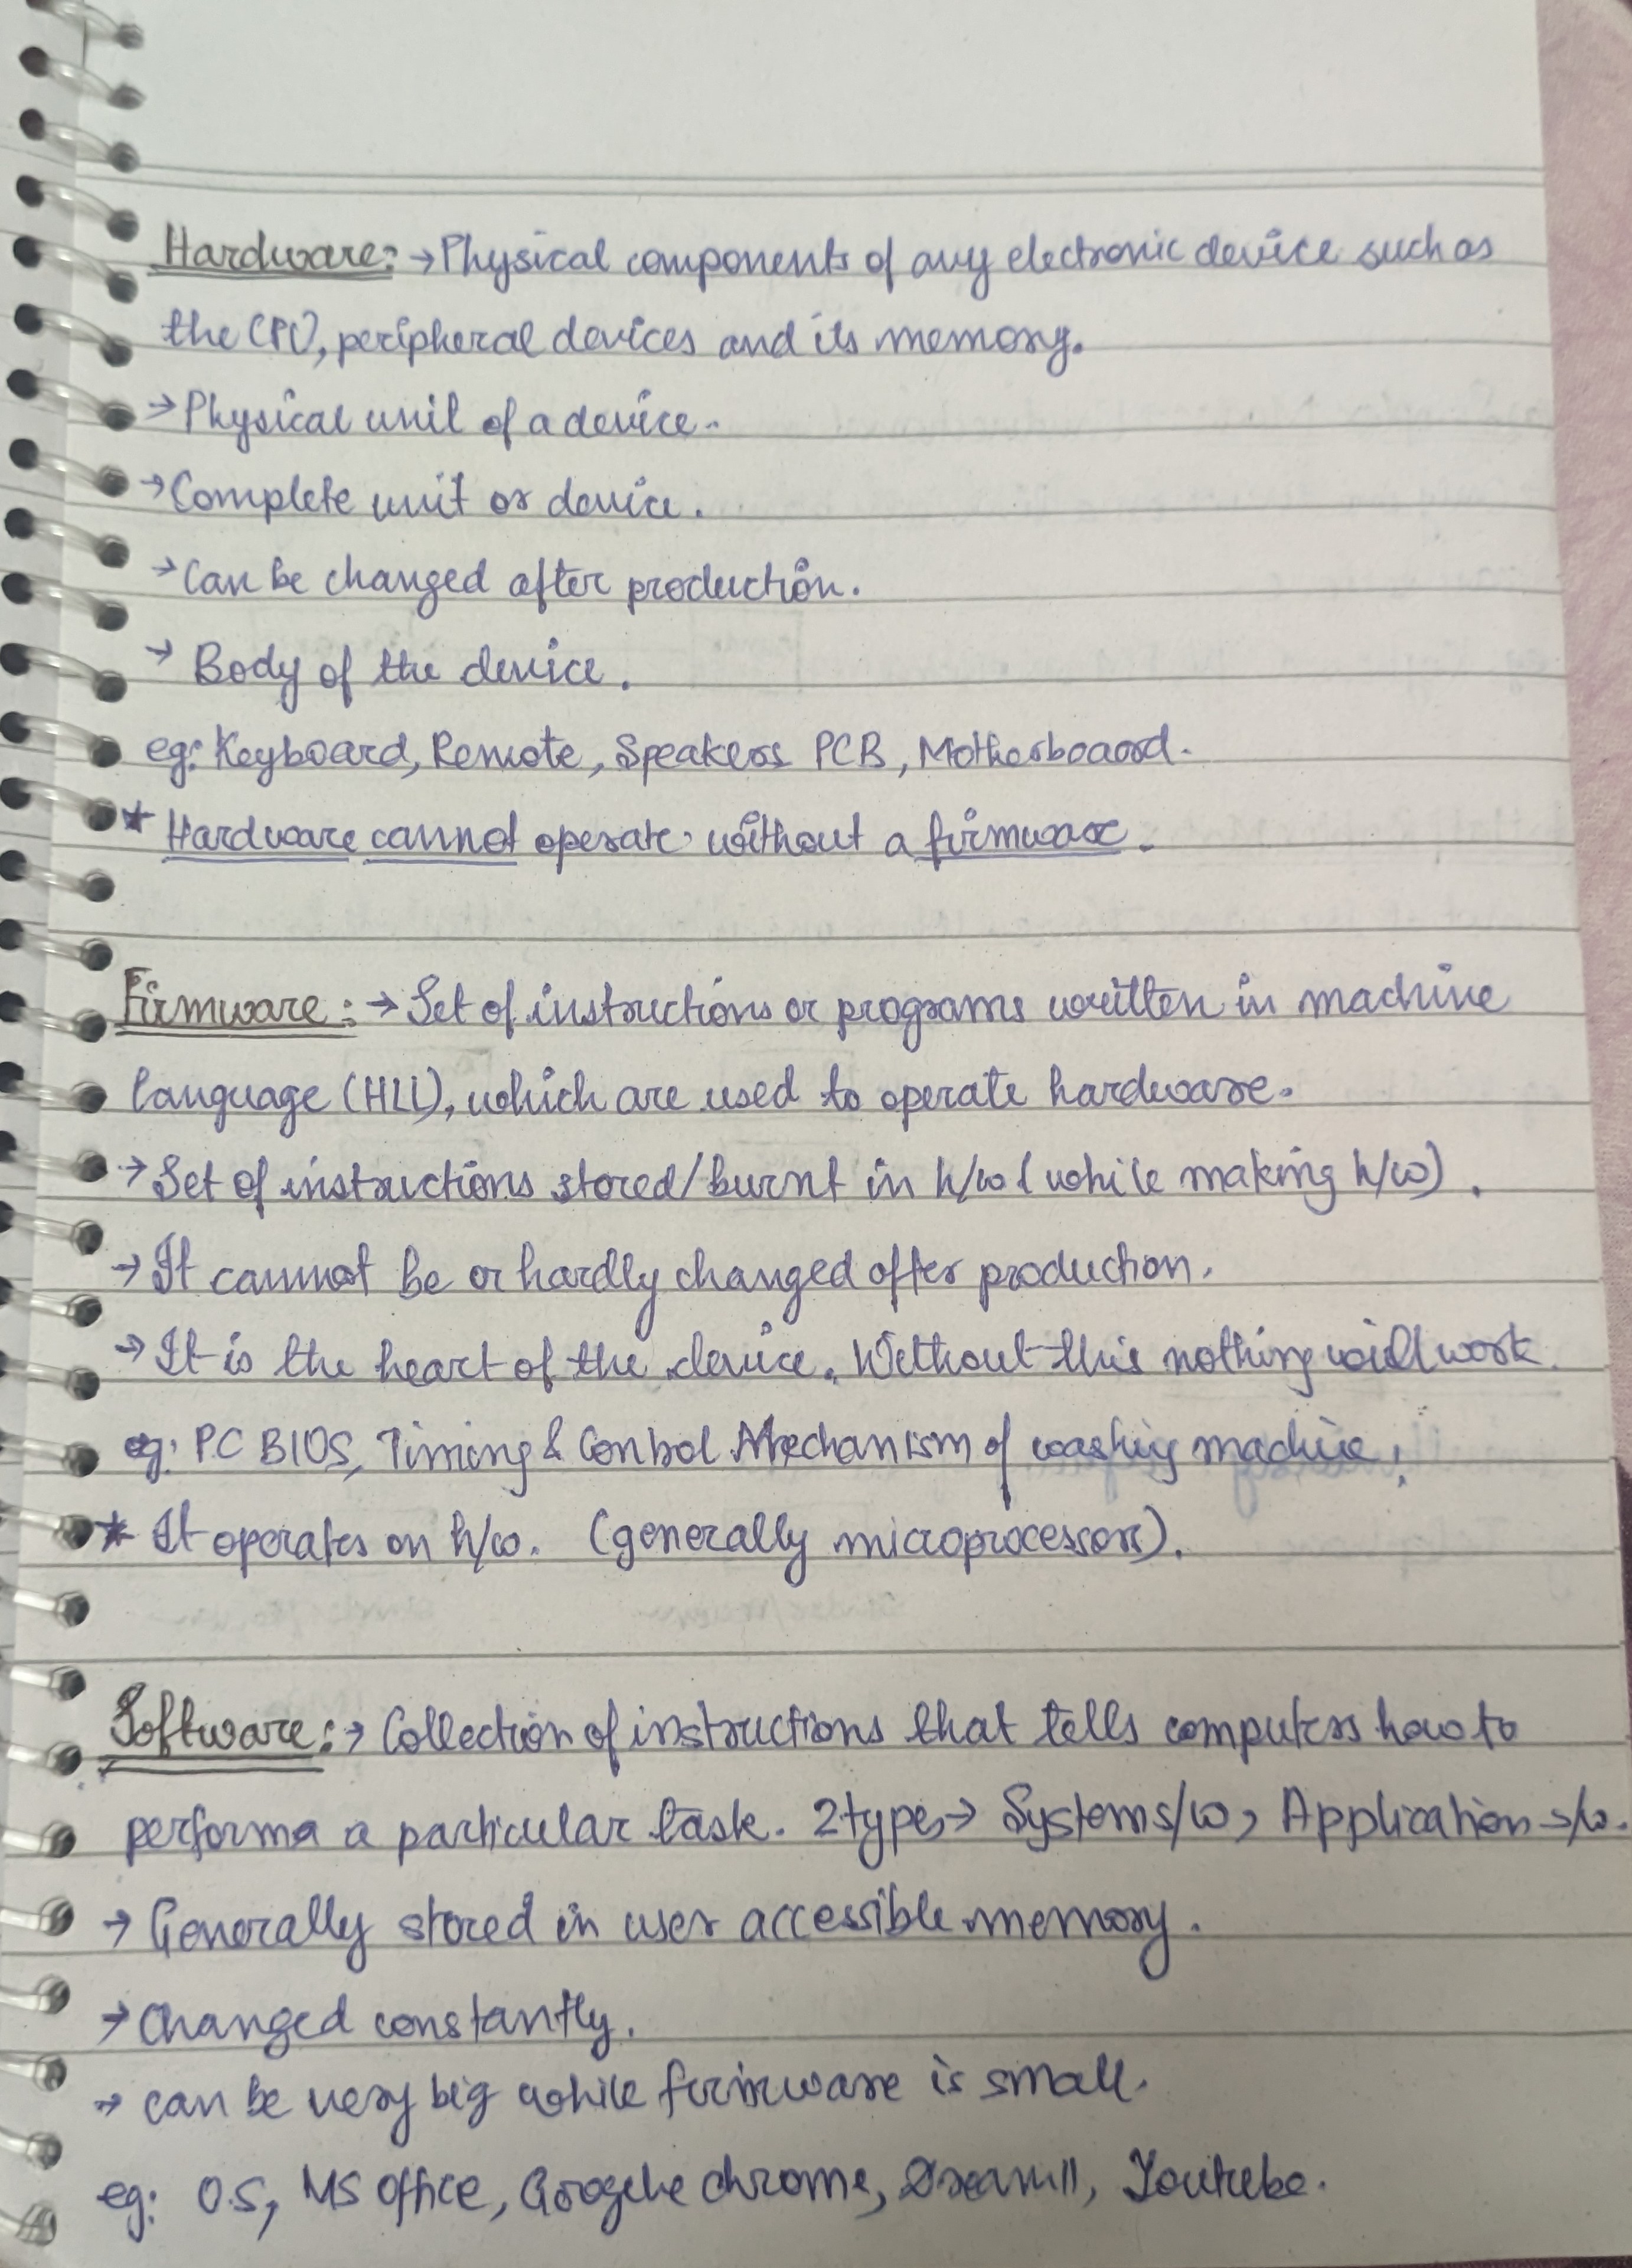 Hardware: → Physical components of any electronic device such as
the CPU, peripheral devices and its memory.
→ Physical unit of a device.
→ Complete unit or device.
→ Can be changed after production.
→ Body of the device.
eg: Keyboard, Remote, Speakers PCB, Motherboard.
* Hardware cannot operate without a firmware.
Firmware: → Set of instructions or programs written in machine
language (HLL), which are used to operate hardware.
→ Set of instructions stored/burnt in h/w (while making h/w).
→ It cannot be or hardly changed after production.
→ It is the heart of the device. Without this nothing will work.
eg: PC BIOS, Timing & Control Mechanism of washing machine.
* It operates on h/w. (generally microprocessors).
Software: → Collection of instructions that tells computers how to
performa a particular task. 2 types → System s/w, Application s/w.
→ Generally stored in user accessible memory.
→ Changed constantly.
→ can be very big while firmware is small.
eg: O.S, MS Office, Google chrome, Dream11, Youtube.